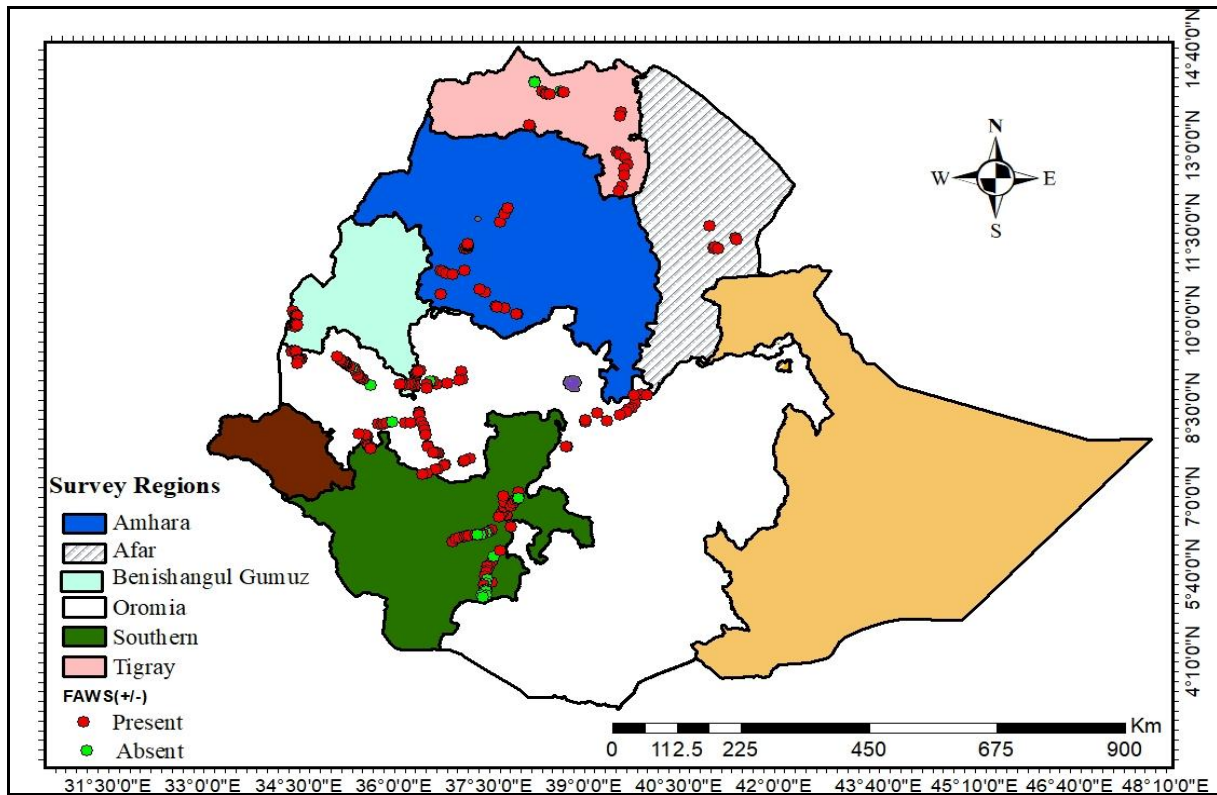 N
W E
S
Survey Regions
Amhara
Afar
Benishangul Gumuz
Oromia
Southern
Tigray
FAWS(+/-)
Present
Absent
Km
0 112.5 225 450 675 900
31°30'0"E 33°0'0"E 34°30'0"E 36°0'0"E 37°30'0"E 39°0'0"E 40°30'0"E 42°0'0"E 43°40'0"E 45°10'0"E 46°40'0"E 48°10'0"E
14°40'0"N
13°0'0"N
11°30'0"N
10°0'0"N
8°30'0"N
7°0'0"N
5°40'0"N
4°10'0"N